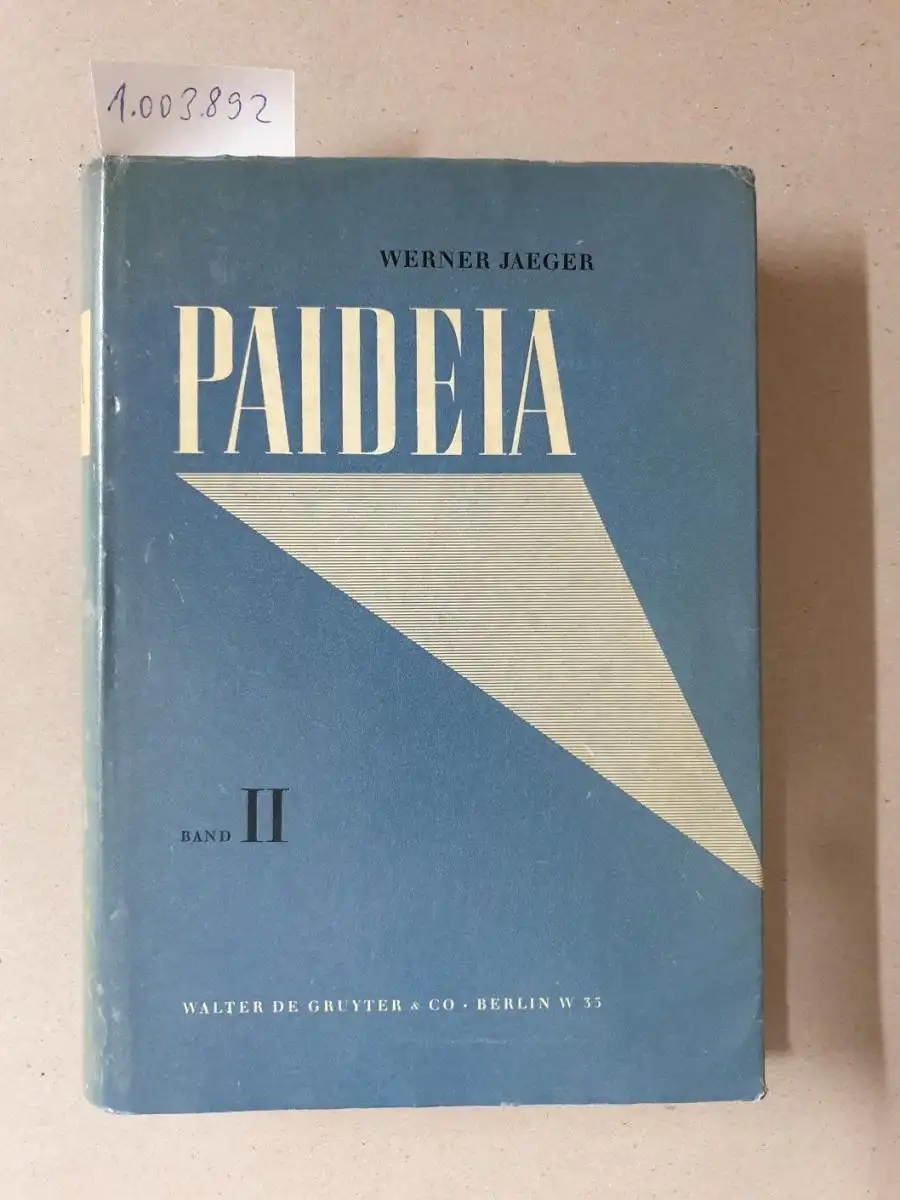 1.003.892
WERNER JAEGER
PAIDEIA
BAND II
WALTER DE GRUYTER & CO · BERLIN W 35